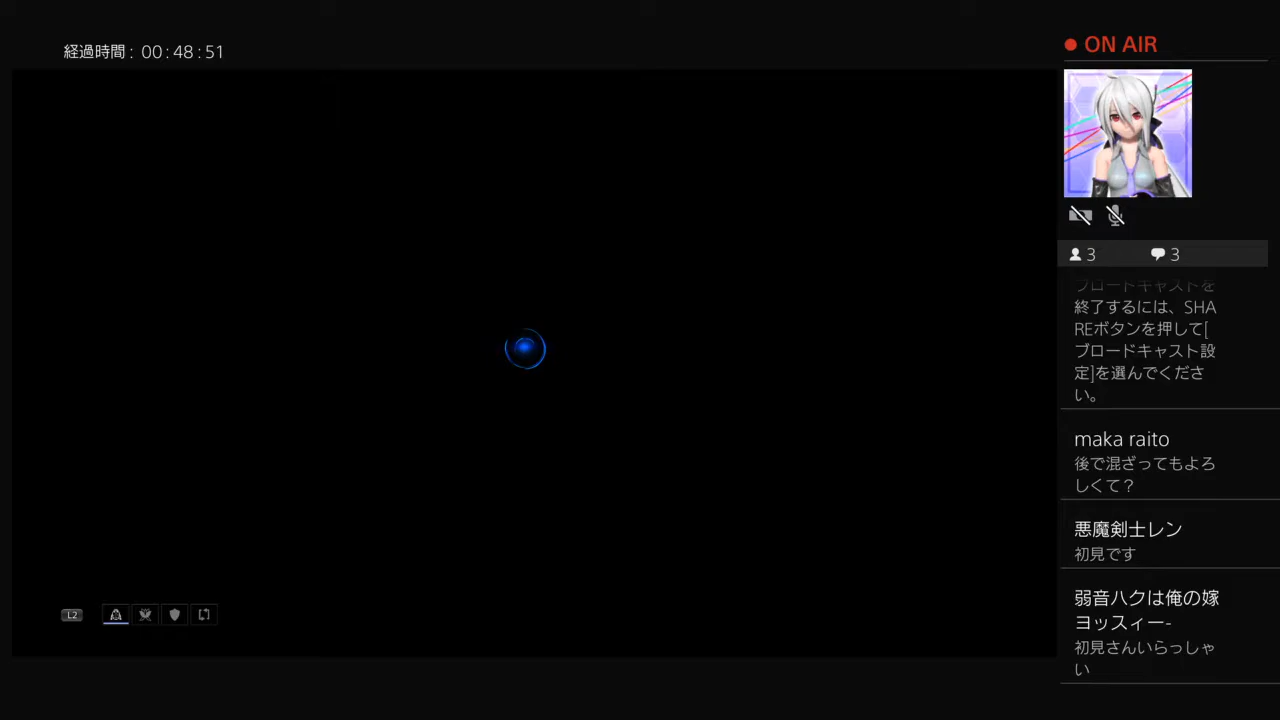 経過時間: 00:48:51
ON AIR
3 3
ブロードキャストを
終了するには、SHA
REボタンを押して[
ブロードキャスト設
定]を選んでくださ
い。
maka raito
後で混ざってもよろ
しくて？
悪魔剣士レン
初見です
弱音ハクは俺の嫁
ヨッスィー-
初見さんいらっしゃ
い
L2